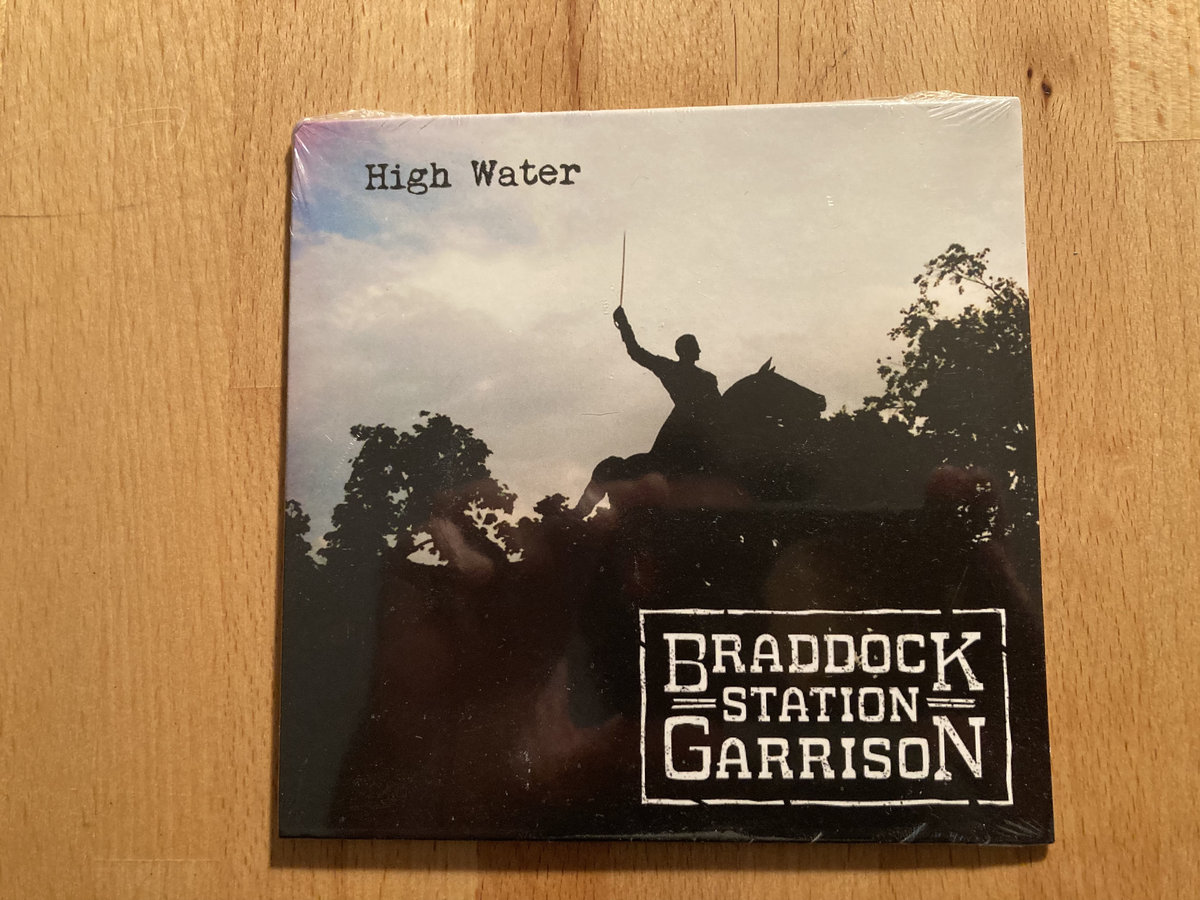 High Water
BRADDOCK
STATION
GARRISON